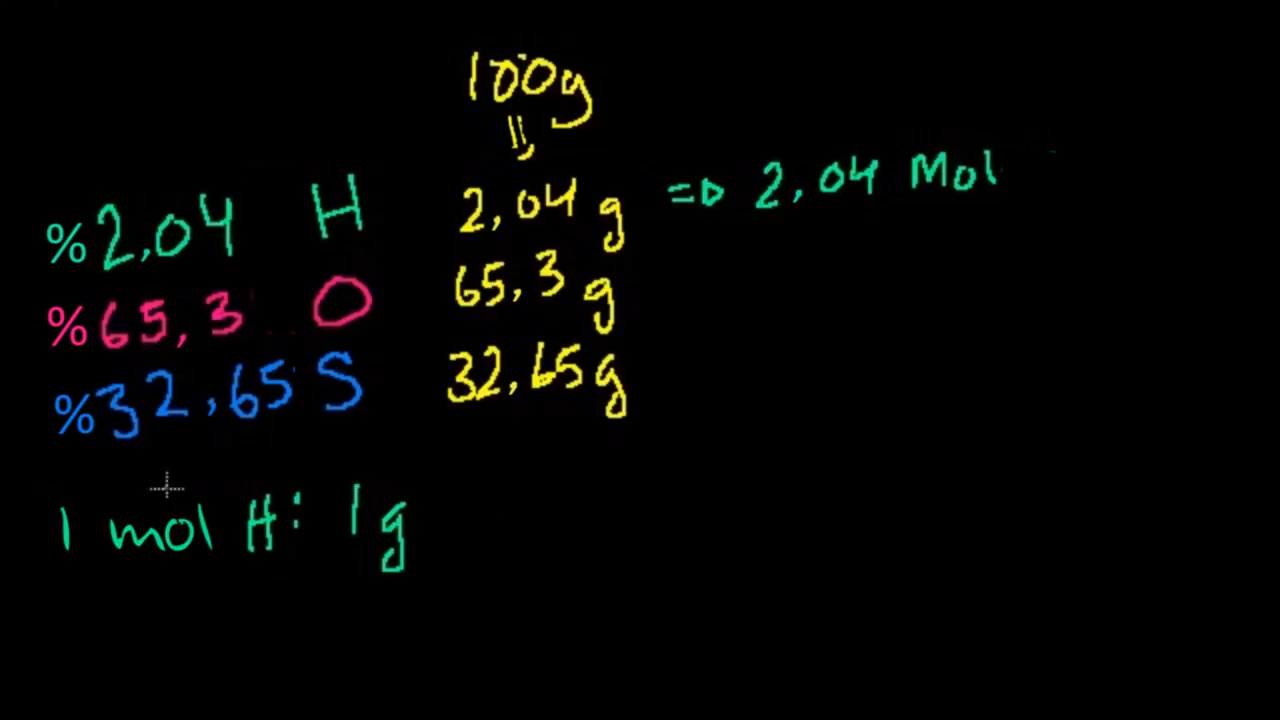 100g
%2,04 H 2,04 g => 2,04 Mol
%65,3 O 65,3 g
%32,65 S 32,65g
1 mol H: 1g